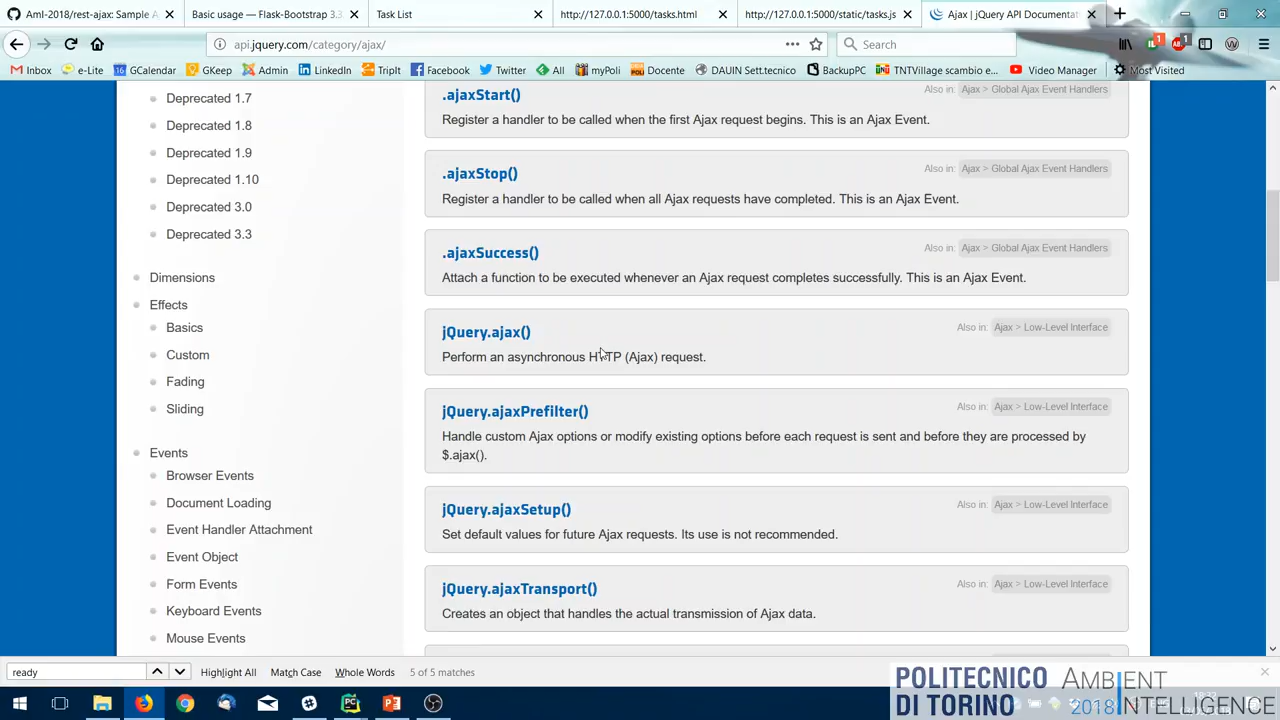 AmI-2018/rest-ajax: Sample A
Basic usage — Flask-Bootstrap 3.3.
Task List
http://127.0.0.1:5000/tasks.html
http://127.0.0.1:5000/static/tasks.js
Ajax | jQuery API Documentat
api.jquery.com/category/ajax/
Search
Inbox
e-Lite
GCalendar
GKeep
Admin
LinkedIn
TripIt
Facebook
Twitter
All
myPoli
Docente
DAUIN Sett.tecnico
BackupPC
TNTVillage scambio e...
Video Manager
Most Visited
Deprecated 1.7
Deprecated 1.8
Deprecated 1.9
Deprecated 1.10
Deprecated 3.0
Deprecated 3.3
Dimensions
Effects
Basics
Custom
Fading
Sliding
Events
Browser Events
Document Loading
Event Handler Attachment
Event Object
Form Events
Keyboard Events
Mouse Events
.ajaxStart()
Also in: Ajax > Global Ajax Event Handlers
Register a handler to be called when the first Ajax request begins. This is an Ajax Event.
.ajaxStop()
Also in: Ajax > Global Ajax Event Handlers
Register a handler to be called when all Ajax requests have completed. This is an Ajax Event.
.ajaxSuccess()
Also in: Ajax > Global Ajax Event Handlers
Attach a function to be executed whenever an Ajax request completes successfully. This is an Ajax Event.
jQuery.ajax()
Also in: Ajax > Low-Level Interface
Perform an asynchronous HTTP (Ajax) request.
jQuery.ajaxPrefilter()
Also in: Ajax > Low-Level Interface
Handle custom Ajax options or modify existing options before each request is sent and before they are processed by
$.ajax().
jQuery.ajaxSetup()
Also in: Ajax > Low-Level Interface
Set default values for future Ajax requests. Its use is not recommended.
jQuery.ajaxTransport()
Also in: Ajax > Low-Level Interface
Creates an object that handles the actual transmission of Ajax data.
ready
Highlight All
Match Case
Whole Words
5 of 5 matches
POLITECNICO
DI TORINO
AMBIENT
2018 INTELLIGENCE